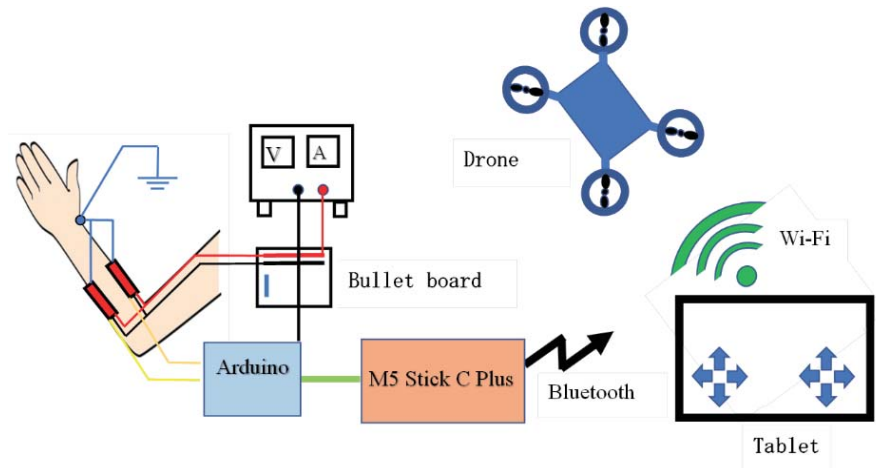 V
A
Drone
Wi-Fi
Bullet board
Arduino
M5 Stick C Plus
Bluetooth
Tablet